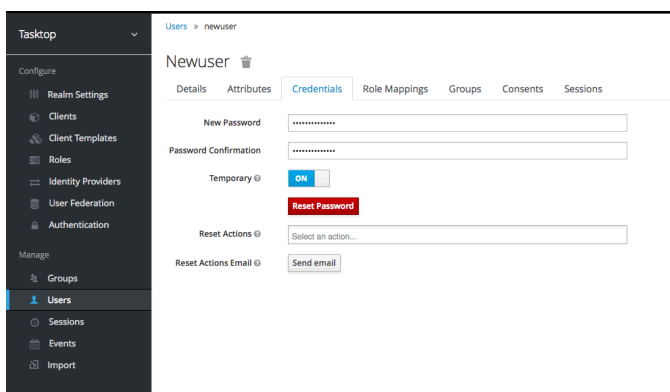 Tasktop
Configure
Realm Settings
Clients
Client Templates
Roles
Identity Providers
User Federation
Authentication
Manage
Groups
Users
Sessions
Events
Import
Users » newuser
Newuser
Details Attributes Credentials Role Mappings Groups Consents Sessions
New Password ••••••••••••••
Password Confirmation ••••••••••••••
Temporary ON
Reset Password
Reset Actions Select an action...
Reset Actions Email Send email